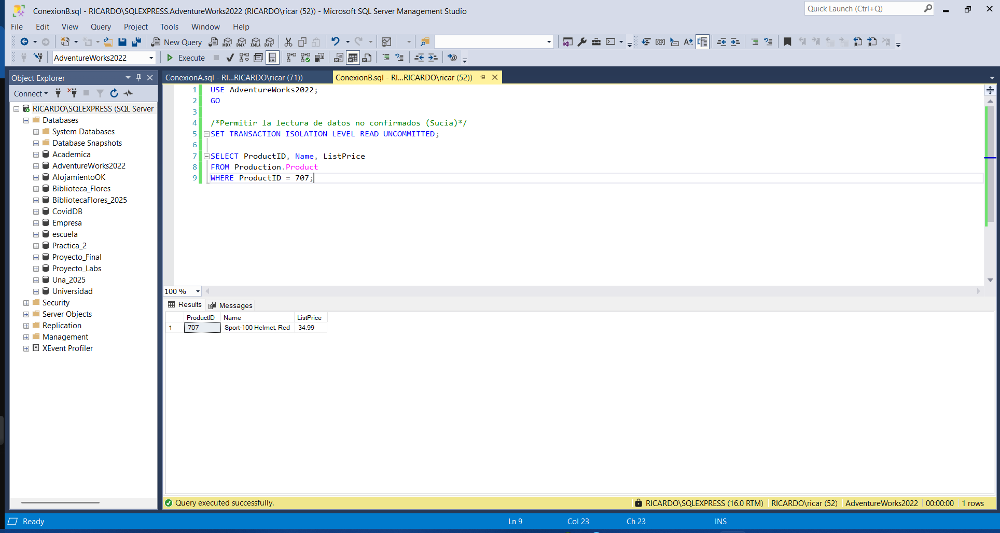 ConexionB.sql - RICARDO\SQLEXPRESS.AdventureWorks2022 (RICARDO\ricar (52)) - Microsoft SQL Server Management Studio
Quick Launch (Ctrl+Q)
File Edit View Query Project Tools Window Help
New Query MDX DMX XMLA DAX
AdventureWorks2022 Execute
Object Explorer
Connect
RICARDO\SQLEXPRESS (SQL Server
Databases
System Databases
Database Snapshots
Academica
AdventureWorks2022
AlojamientoOK
Biblioteca_Flores
BibliotecaFlores_2025
CovidDB
Empresa
escuela
Practica_2
Proyecto_Final
Proyecto_Labs
Una_2025
Universidad
Security
Server Objects
Replication
Management
XEvent Profiler
ConexionA.sql - RI...RICARDO\ricar (71))
ConexionB.sql - RI...RICARDO\ricar (52))
1 USE AdventureWorks2022;
2 GO
3
4 /*Permitir la lectura de datos no confirmados (Sucia)*/
5 SET TRANSACTION ISOLATION LEVEL READ UNCOMMITTED;
6
7 SELECT ProductID, Name, ListPrice
8 FROM Production.Product
9 WHERE ProductID = 707;
100 %
Results Messages
ProductID Name ListPrice
1 707 Sport-100 Helmet, Red 34.99
Query executed successfully.
RICARDO\SQLEXPRESS (16.0 RTM) RICARDO\ricar (52) AdventureWorks2022 00:00:00 1 rows
Ready Ln 9 Col 23 Ch 23 INS